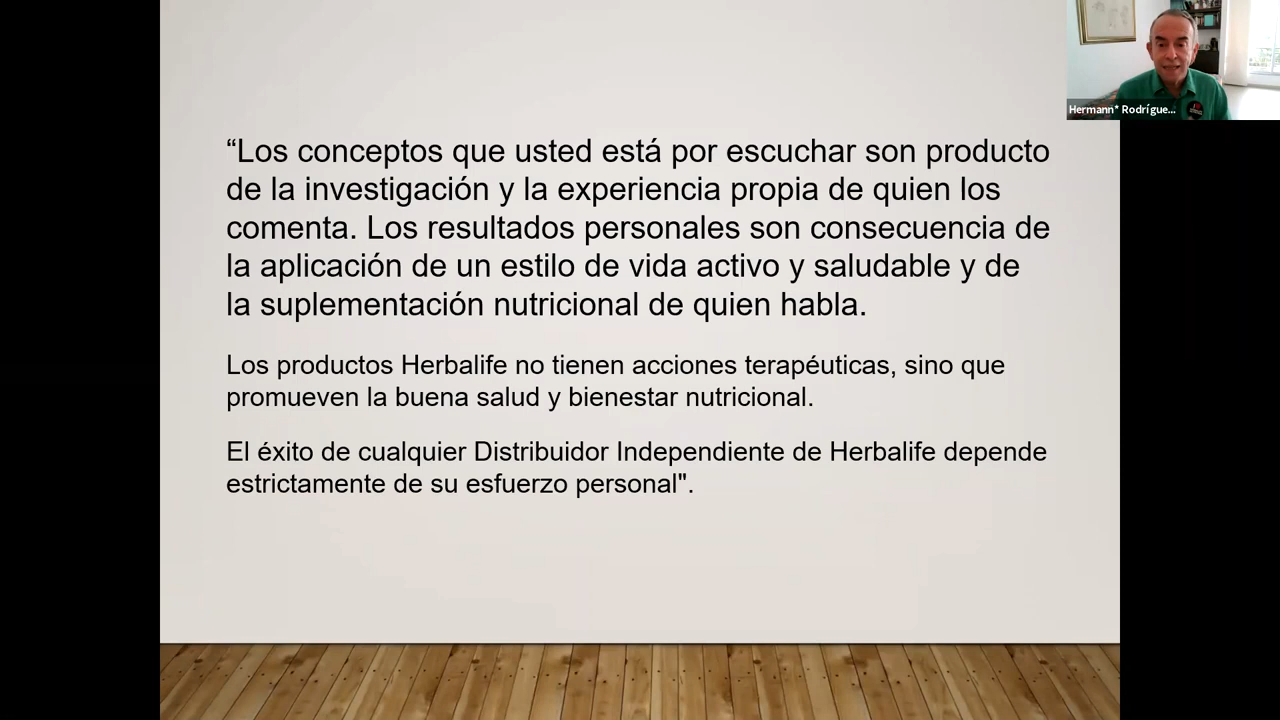 “Los conceptos que usted está por escuchar son producto
de la investigación y la experiencia propia de quien los
comenta. Los resultados personales son consecuencia de
la aplicación de un estilo de vida activo y saludable y de
la suplementación nutricional de quien habla.
Los productos Herbalife no tienen acciones terapéuticas, sino que
promueven la buena salud y bienestar nutricional.
El éxito de cualquier Distribuidor Independiente de Herbalife depende
estrictamente de su esfuerzo personal".
Hermann* Rodrígue...